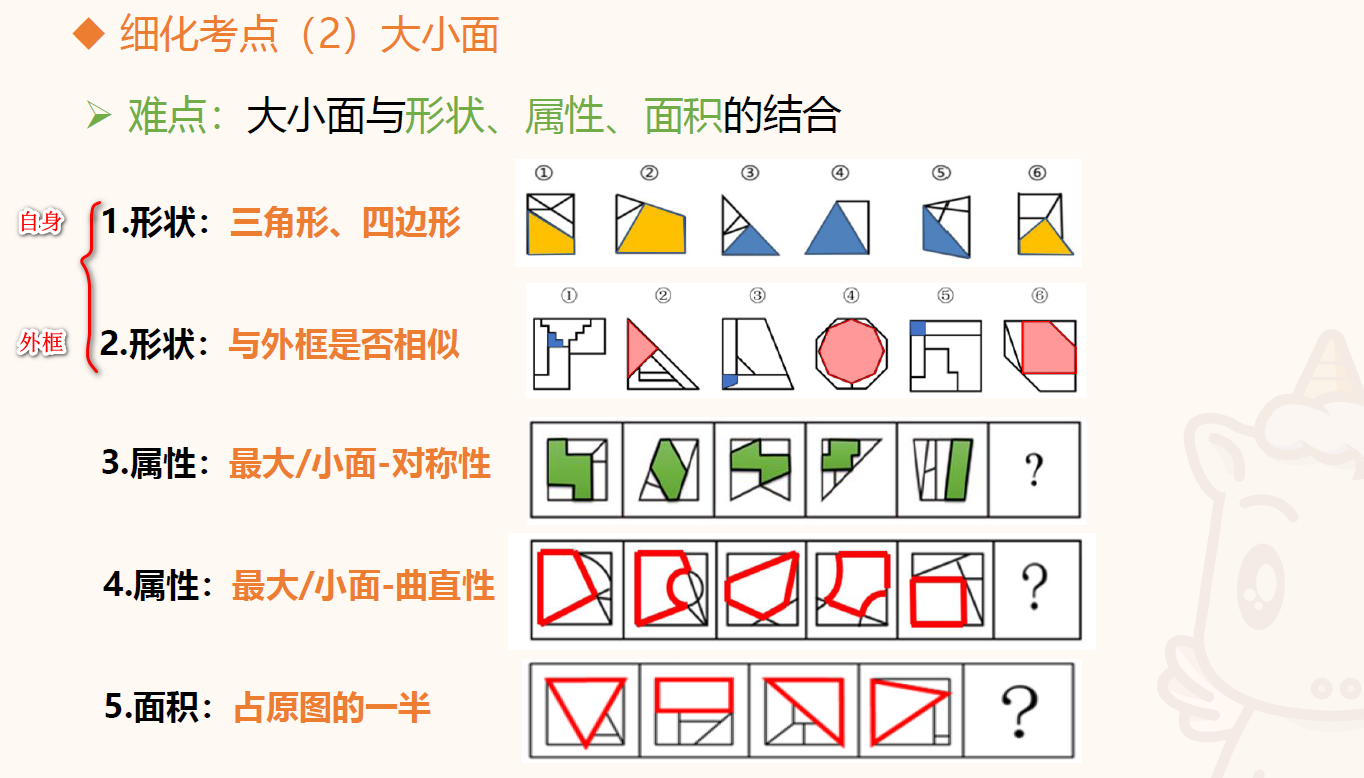 细化考点（2）大小面
难点：大小面与形状、属性、面积的结合
① ② ③ ④ ⑤ ⑥
自身
1.形状：三角形、四边形
① ② ③ ④ ⑤ ⑥
外框
2.形状：与外框是否相似
3.属性：最大/小面-对称性
?
4.属性：最大/小面-曲直性
?
5.面积：占原图的一半
?